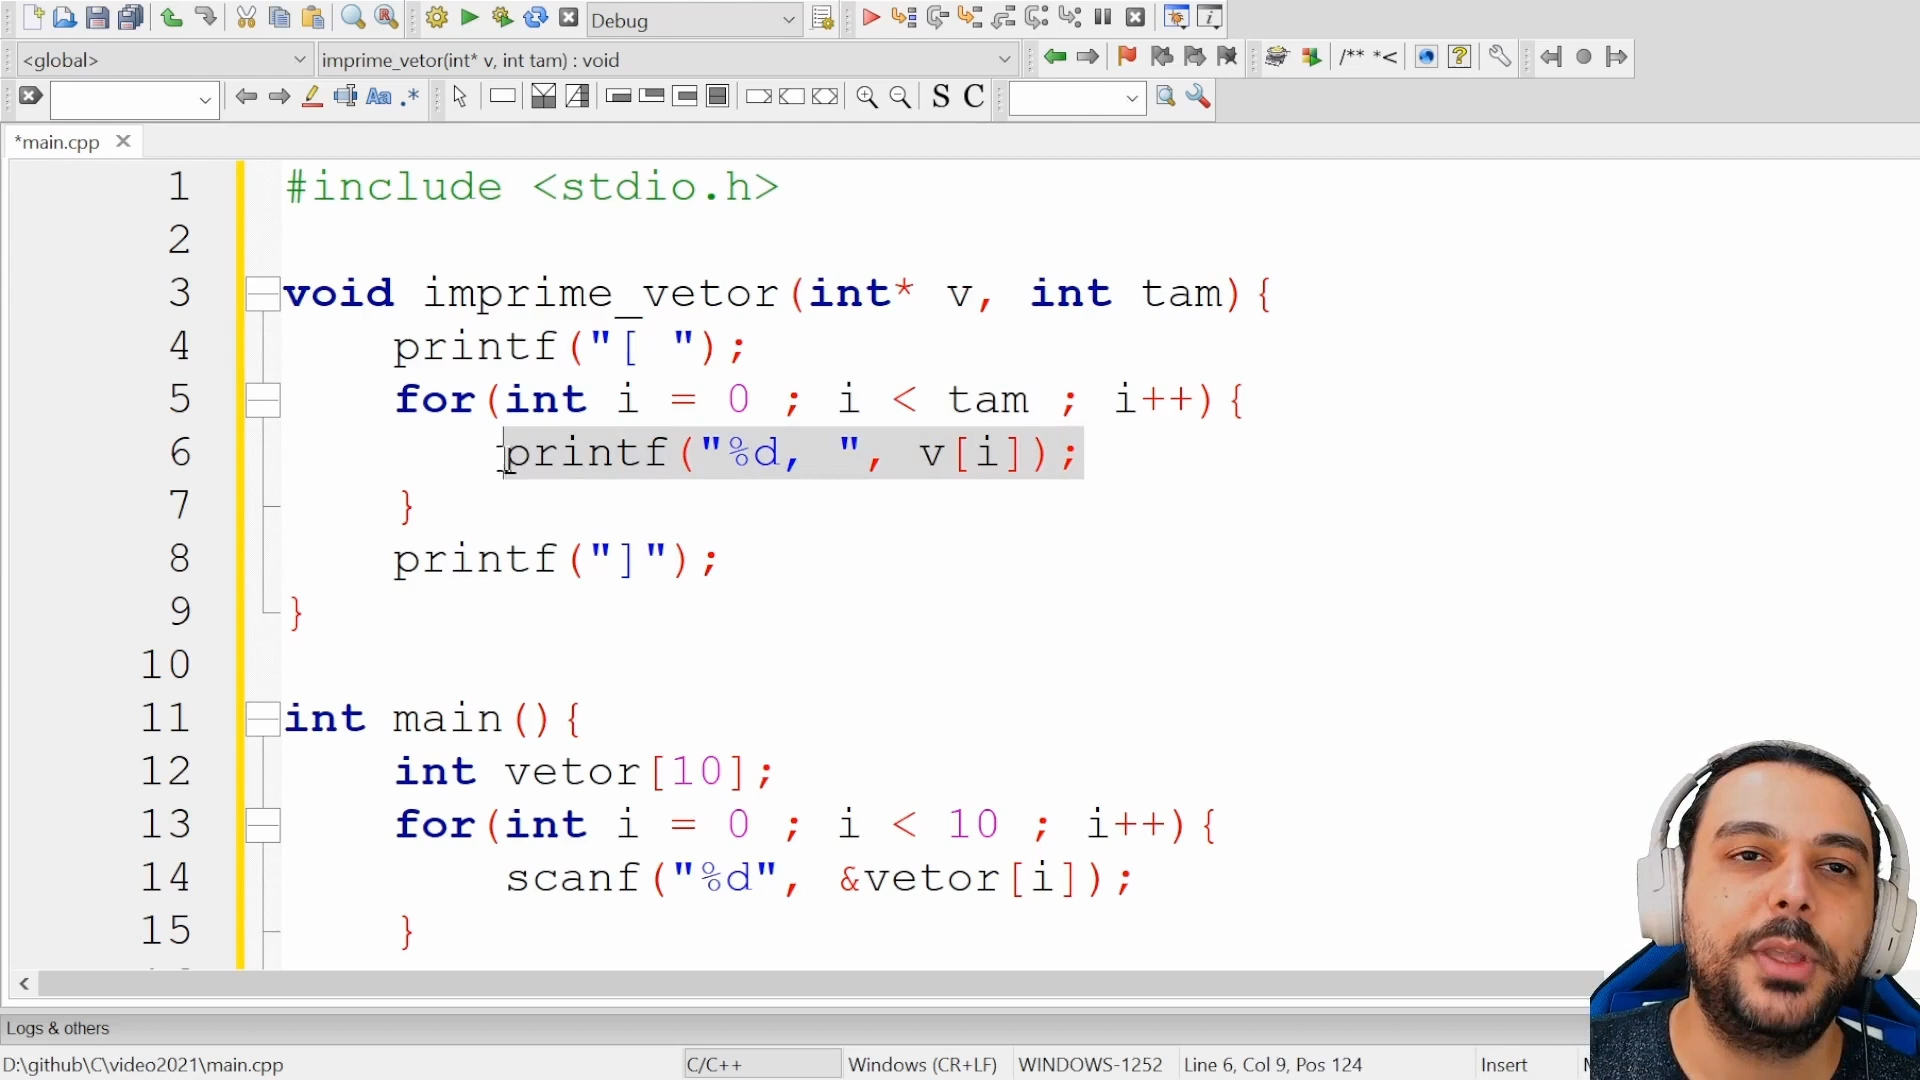 Debug
<global>
imprime_vetor(int* v, int tam) : void
/** *<
Aa .*
S C
*main.cpp
1 #include <stdio.h>
2
3 void imprime_vetor(int* v, int tam){
4 printf("[ ");
5 for(int i = 0 ; i < tam ; i++){
6 printf("%d, ", v[i]);
7 }
8 printf("]");
9 }
10
11 int main(){
12 int vetor[10];
13 for(int i = 0 ; i < 10 ; i++){
14 scanf("%d", &vetor[i]);
15 }
Logs & others
D:\github\C\video2021\main.cpp C/C++ Windows (CR+LF) WINDOWS-1252 Line 6, Col 9, Pos 124 Insert